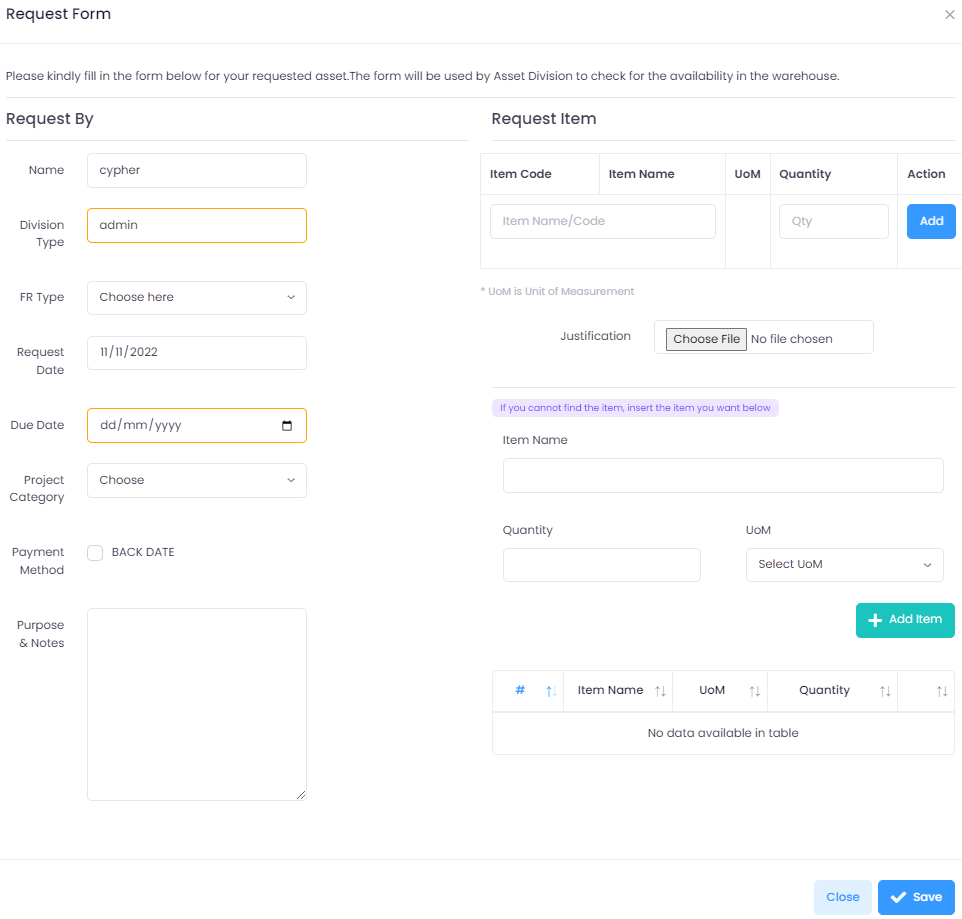 Request Form
Please kindly fill in the form below for your requested asset.The form will be used by Asset Division to check for the availability in the warehouse.
Request By
Name
cypher
Division
Type
admin
FR Type
Choose here
Request
Date
11/11/2022
Due Date
dd/mm/yyyy
Project
Category
Choose
Payment
Method
BACK DATE
Purpose
& Notes
Request Item
Item Code Item Name UoM Quantity Action
Item Name/Code Qty Add
* UoM is Unit of Measurement
Justification
Choose File No file chosen
If you cannot find the item, insert the item you want below
Item Name
Quantity UoM
Select UoM
Add Item
# Item Name UoM Quantity
No data available in table
Close Save